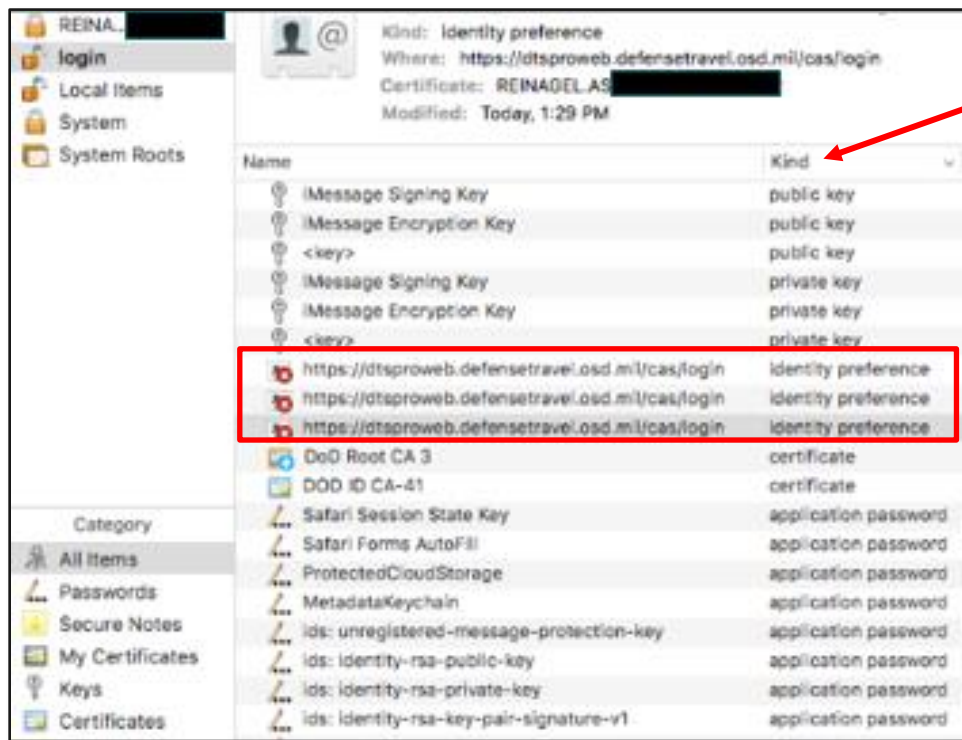 REINA...
login
Local Items
System
System Roots
Kind: Identity preference
Where: https://dtsproweb.defensetravel.osd.mil/cas/login
Certificate: REINAGEL.AS
Modified: Today, 1:29 PM
Name Kind
iMessage Signing Key public key
iMessage Encryption Key public key
<key> public key
iMessage Signing Key private key
iMessage Encryption Key private key
<key> private key
https://dtsproweb.defensetravel.osd.mil/cas/login identity preference
https://dtsproweb.defensetravel.osd.mil/cas/login identity preference
https://dtsproweb.defensetravel.osd.mil/cas/login identity preference
DoD Root CA 3 certificate
DOD ID CA-41 certificate
Safari Session State Key application password
Safari Forms AutoFill application password
ProtectedCloudStorage application password
MetadataKeychain application password
ids: unregistered-message-protection-key application password
ids: identity-rsa-public-key application password
ids: identity-rsa-private-key application password
ids: identity-rsa-key-pair-signature-v1 application password
Category
All Items
Passwords
Secure Notes
My Certificates
Keys
Certificates